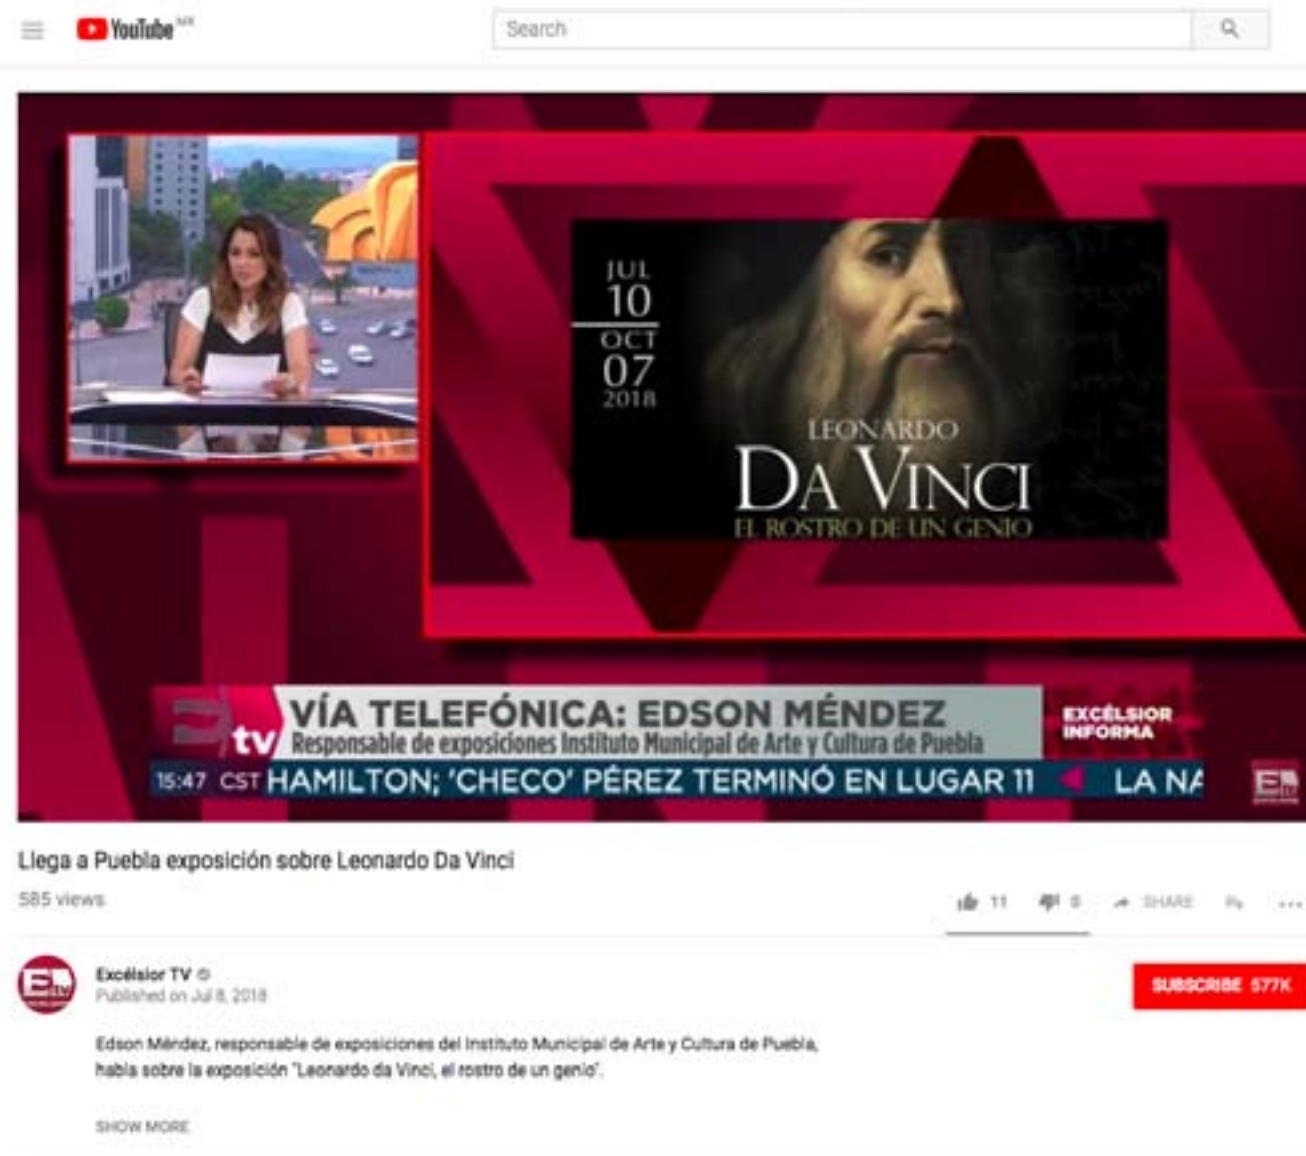 YouTube MX
Search
JUL
10
OCT
07
2018
LEONARDO
DA VINCI
EL ROSTRO DE UN GENIO
tv
VÍA TELEFÓNICA: EDSON MÉNDEZ
Responsable de exposiciones Instituto Municipal de Arte y Cultura de Puebla
EXCÉLSIOR
INFORMA
15:47 CST HAMILTON; 'CHECO' PÉREZ TERMINÓ EN LUGAR 11 LA NA
Llega a Puebla exposición sobre Leonardo Da Vinci
585 views
11 0 SHARE
Excélsior TV
Published on Jul 8, 2018
SUBSCRIBE 577K
Edson Méndez, responsable de exposiciones del Instituto Municipal de Arte y Cultura de Puebla,
habla sobre la exposición "Leonardo da Vinci, el rostro de un genio".
SHOW MORE